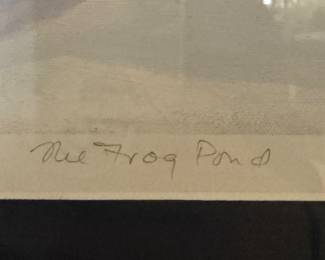 The Frog Pond